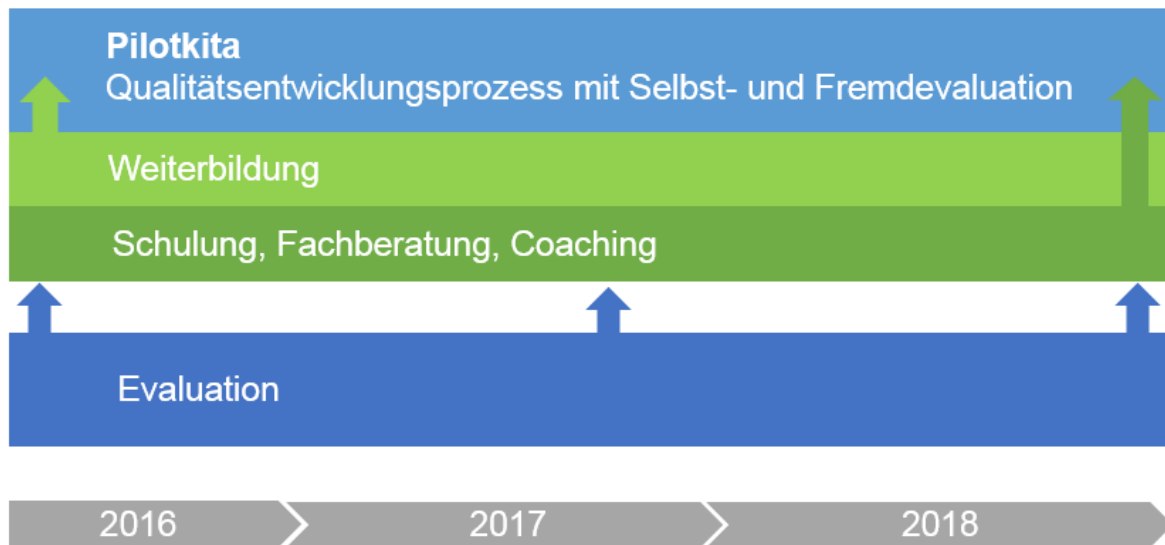 Pilotkita
Qualitätsentwicklungsprozess mit Selbst- und Fremdevaluation
Weiterbildung
Schulung, Fachberatung, Coaching
Evaluation
2016
2017
2018